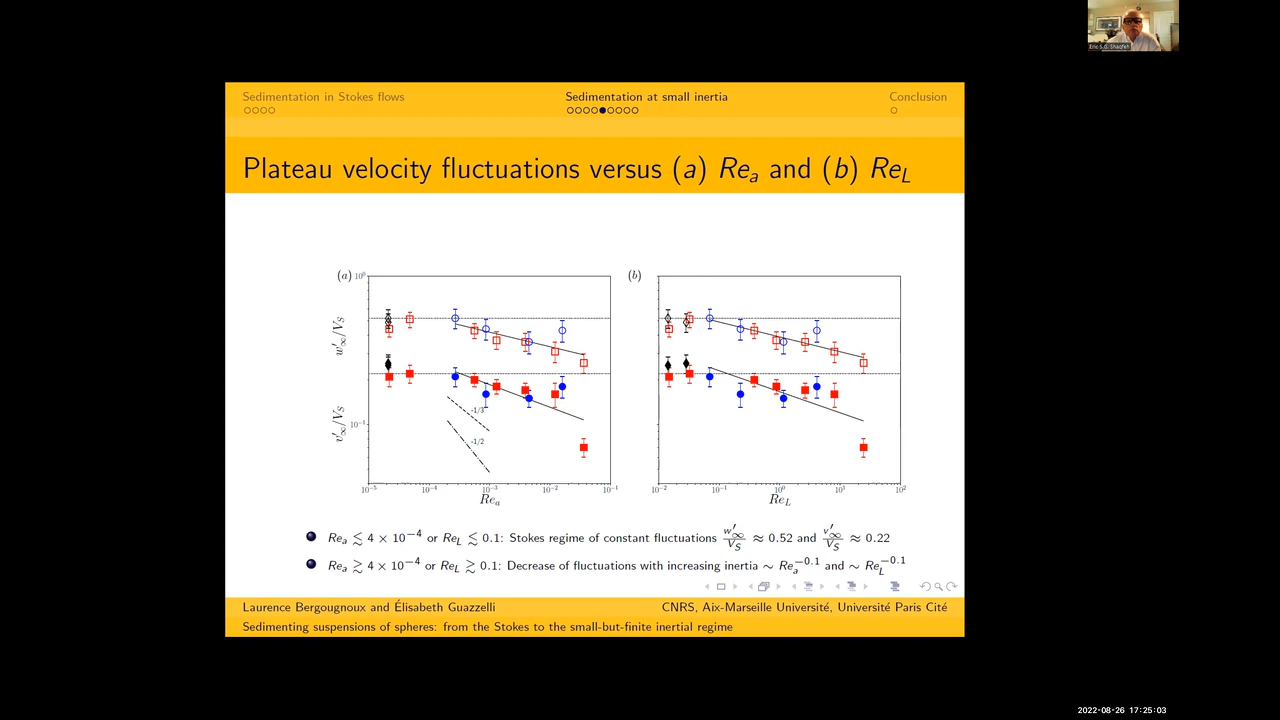 Eric S.G. Shaqfeh
Sedimentation in Stokes flows
Sedimentation at small inertia
Conclusion
Plateau velocity fluctuations versus (a) Re_a and (b) Re_L
(a)
10^0
w'_∞/V_S
v'_∞/V_S
10^-1
-1/3
-1/2
10^-5 10^-4 10^-3 10^-2 10^-1
Re_a
(b)
10^-2 10^-1 10^0 10^1 10^2
Re_L
Re_a ≲ 4 × 10^−4 or Re_L ≲ 0.1: Stokes regime of constant fluctuations w'_∞/V_S ≈ 0.52 and v'_∞/V_S ≈ 0.22
Re_a ≳ 4 × 10^−4 or Re_L ≳ 0.1: Decrease of fluctuations with increasing inertia ∼ Re_a^−0.1 and ∼ Re_L^−0.1
Laurence Bergougnoux and Élisabeth Guazzelli
CNRS, Aix-Marseille Université, Université Paris Cité
Sedimenting suspensions of spheres: from the Stokes to the small-but-finite inertial regime
2022-08-26 17:25:03